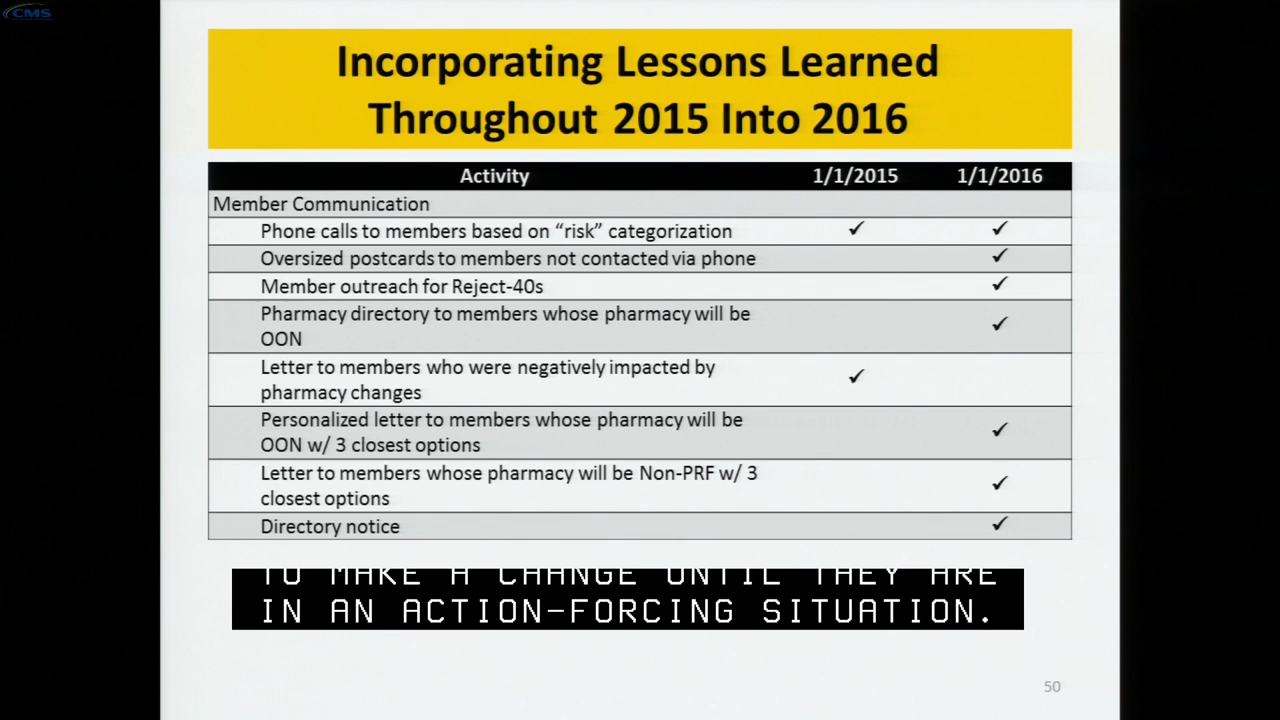 CMS
Incorporating Lessons Learned
Throughout 2015 Into 2016
Activity 1/1/2015 1/1/2016
Member Communication
Phone calls to members based on “risk” categorization ✓ ✓
Oversized postcards to members not contacted via phone ✓
Member outreach for Reject-40s ✓
Pharmacy directory to members whose pharmacy will be
OON ✓
Letter to members who were negatively impacted by
pharmacy changes ✓
Personalized letter to members whose pharmacy will be
OON w/ 3 closest options ✓
Letter to members whose pharmacy will be Non-PRF w/ 3
closest options ✓
Directory notice ✓
TO MAKE A CHANGE UNTIL THEY ARE
IN AN ACTION-FORCING SITUATION.
50